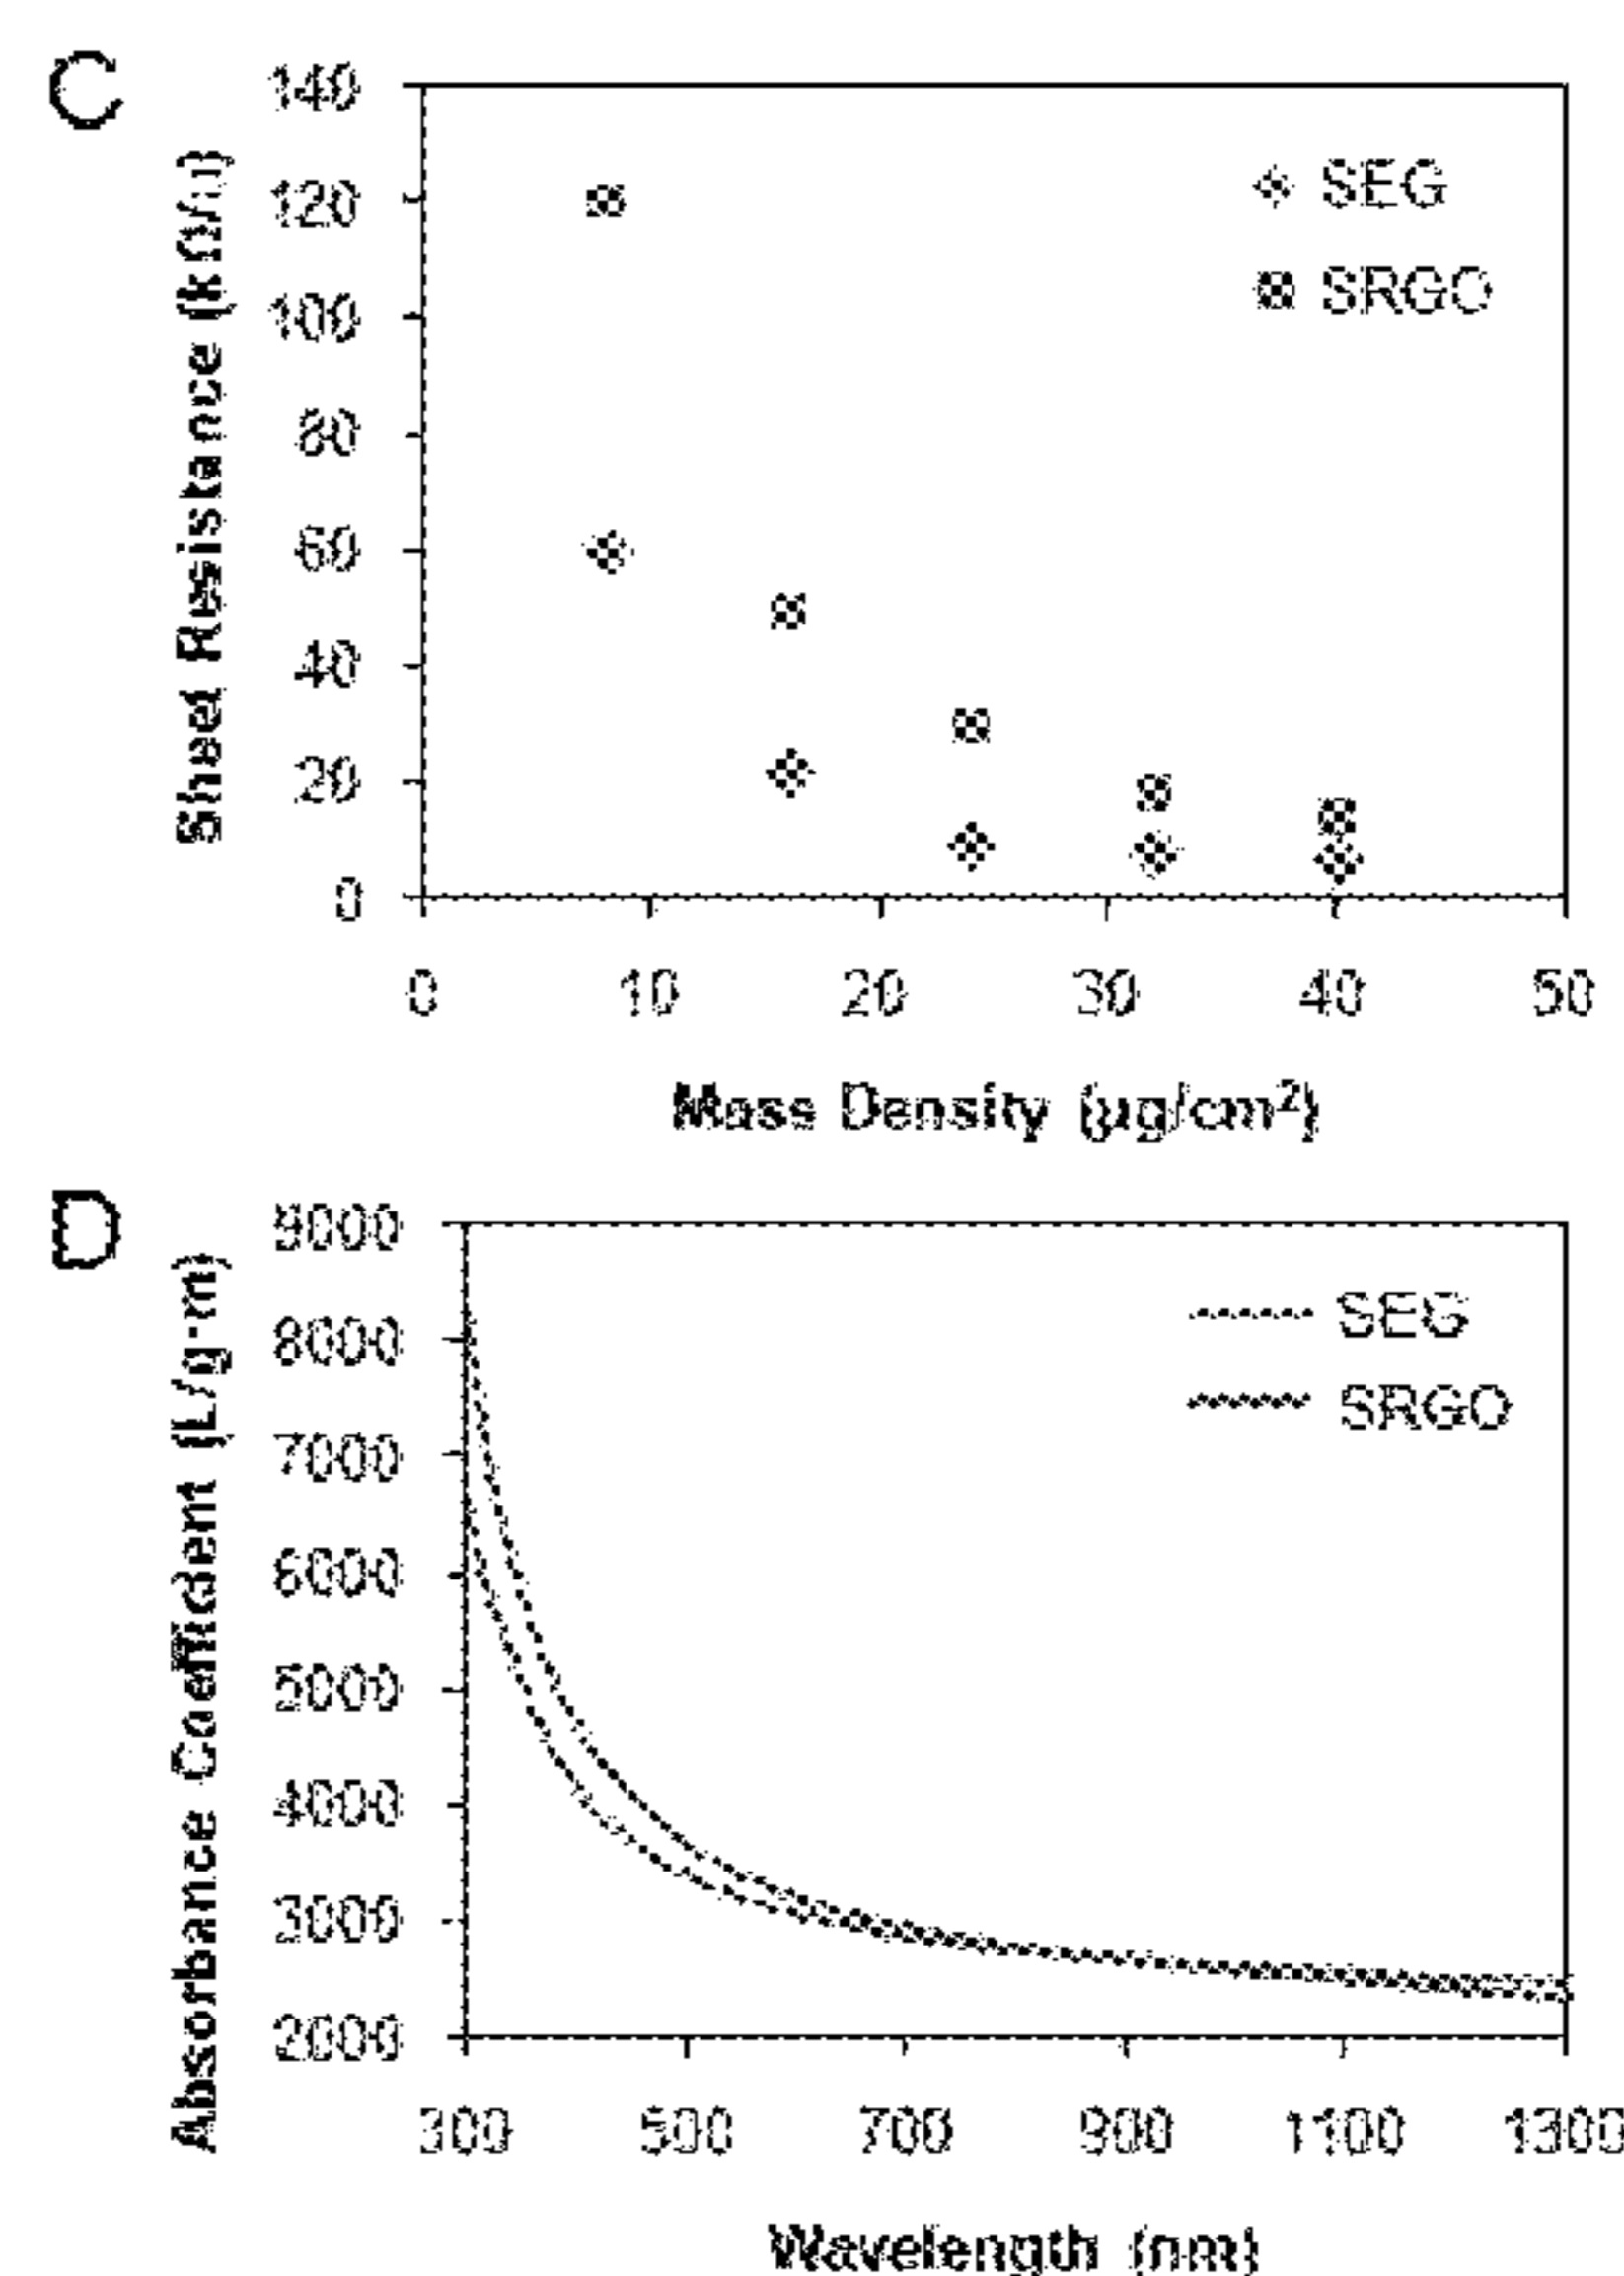 C
Sheet Resistance (kΩ/□)
140
120
100
80
60
40
20
0
SEG
SRGO
0 10 20 30 40 50
Mass Density (µg/cm²)
D
Absorbance Coefficient (L/g·m)
9000
8000
7000
6000
5000
4000
3000
2000
SEG
SRGO
300 500 700 900 1100 1300
Wavelength (nm)